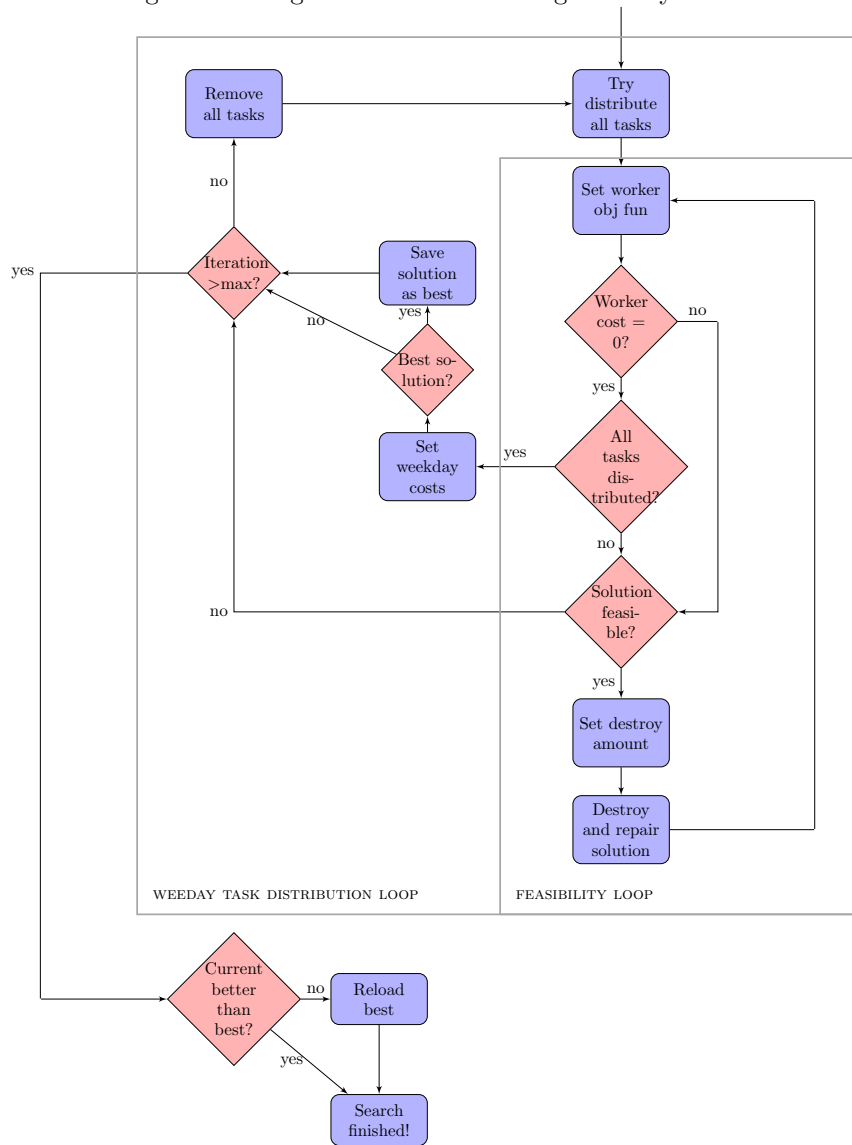 Remove
all tasks
Try
distribute
all tasks
no
Set worker
obj fun
yes
Iteration
>max?
Save
solution
as best
no
yes
Worker
cost =
0?
no
Best so-
lution?
yes
Set
weekday
costs
yes
All
tasks
dis-
tributed?
no
no
Solution
feasi-
ble?
yes
Set destroy
amount
Destroy
and repair
solution
WEEDAY TASK DISTRIBUTION LOOP
FEASIBILITY LOOP
Current
better
than
best?
no
Reload
best
yes
Search
finished!